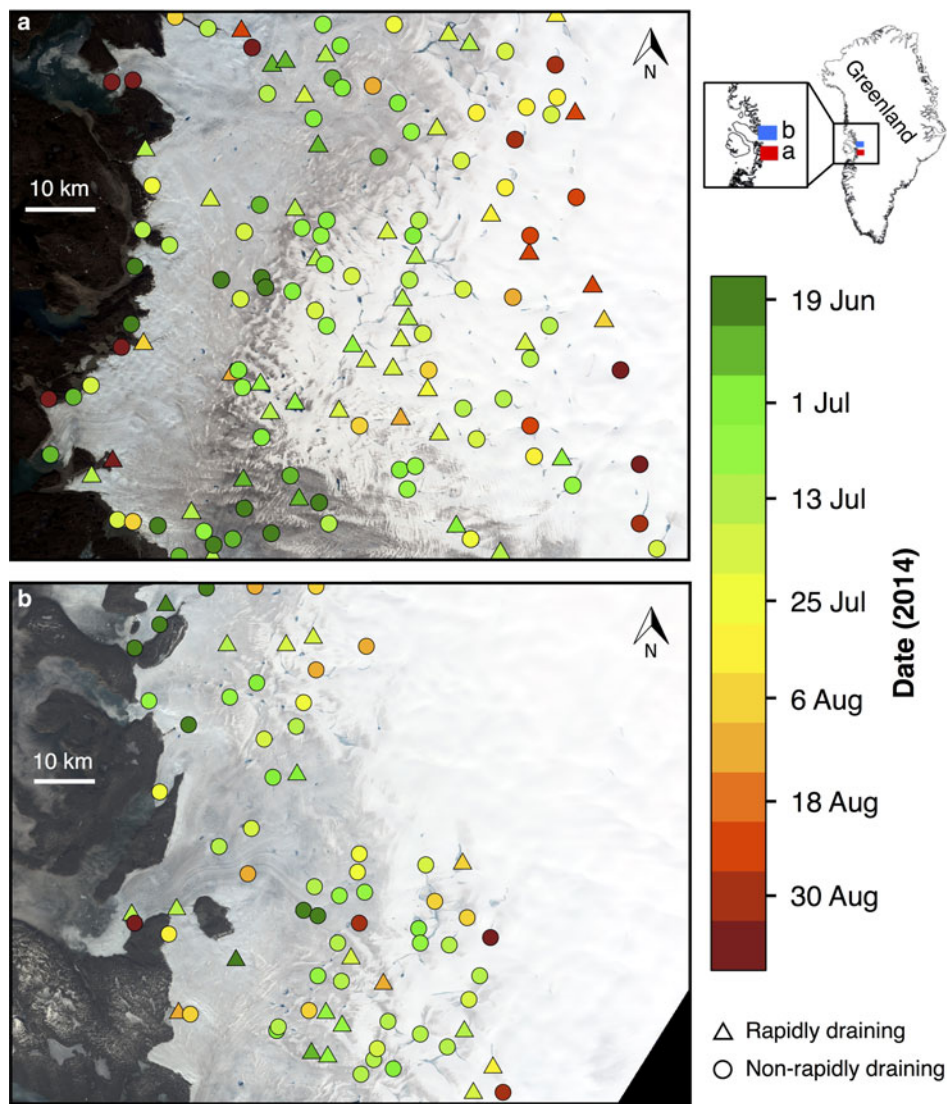 a
N
10 km
Greenland
b
a
b
N
10 km
19 Jun
1 Jul
13 Jul
25 Jul
6 Aug
18 Aug
30 Aug
Date (2014)
Rapidly draining
Non-rapidly draining